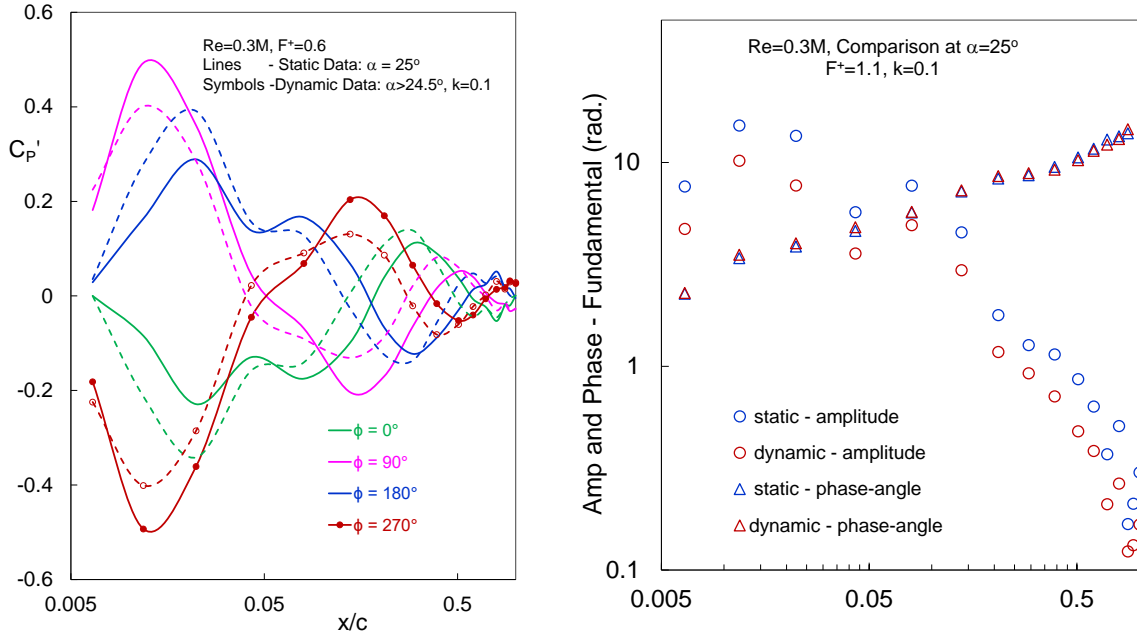 0.6
0.4
0.2
0
-0.2
-0.4
-0.6
C_P'
Re=0.3M, F⁺=0.6
Lines - Static Data: α = 25°
Symbols -Dynamic Data: α>24.5°, k=0.1
ϕ = 0°
ϕ = 90°
ϕ = 180°
ϕ = 270°
0.005
0.05
0.5
x/c
Amp and Phase - Fundamental (rad.)
10
1
0.1
Re=0.3M, Comparison at α=25°
F⁺=1.1, k=0.1
static - amplitude
dynamic - amplitude
static - phase-angle
dynamic - phase-angle
0.005
0.05
0.5